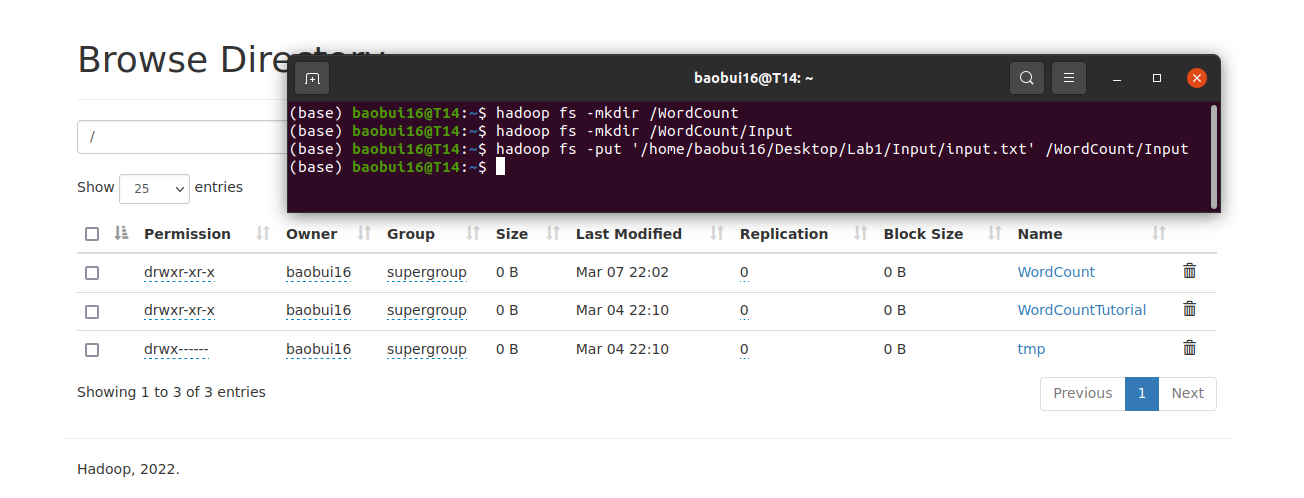 Browse Directory
baobui16@T14: ~
(base) baobui16@T14:~$ hadoop fs -mkdir /WordCount
(base) baobui16@T14:~$ hadoop fs -mkdir /WordCount/Input
(base) baobui16@T14:~$ hadoop fs -put '/home/baobui16/Desktop/Lab1/Input/input.txt' /WordCount/Input
(base) baobui16@T14:~$
/
Show 25 entries
Permission Owner Group Size Last Modified Replication Block Size Name
drwxr-xr-x baobui16 supergroup 0 B Mar 07 22:02 0 0 B WordCount
drwxr-xr-x baobui16 supergroup 0 B Mar 04 22:10 0 0 B WordCountTutorial
drwx------ baobui16 supergroup 0 B Mar 04 22:10 0 0 B tmp
Showing 1 to 3 of 3 entries
Previous 1 Next
Hadoop, 2022.